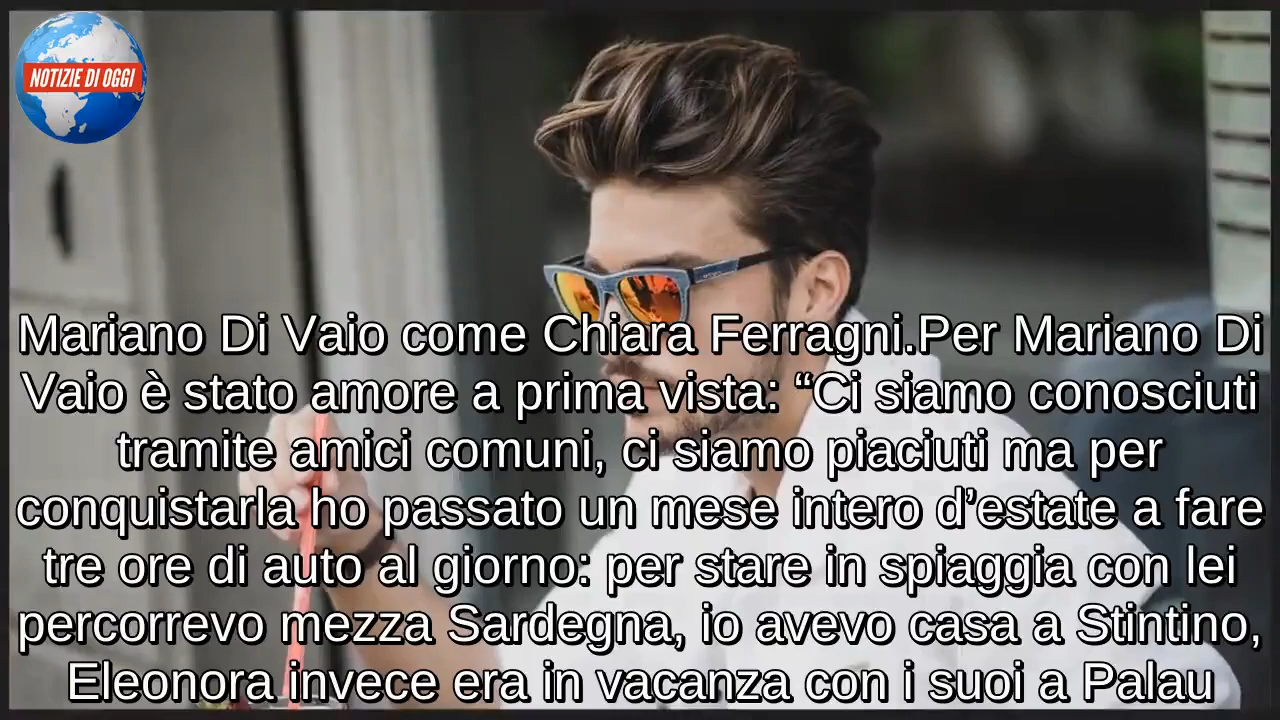 NOTIZIE DI OGGI
Mariano Di Vaio come Chiara Ferragni.Per Mariano Di
Vaio è stato amore a prima vista: “Ci siamo conosciuti
tramite amici comuni, ci siamo piaciuti ma per
conquistarla ho passato un mese intero d’estate a fare
tre ore di auto al giorno: per stare in spiaggia con lei
percorrevo mezza Sardegna, io avevo casa a Stintino,
Eleonora invece era in vacanza con i suoi a Palau